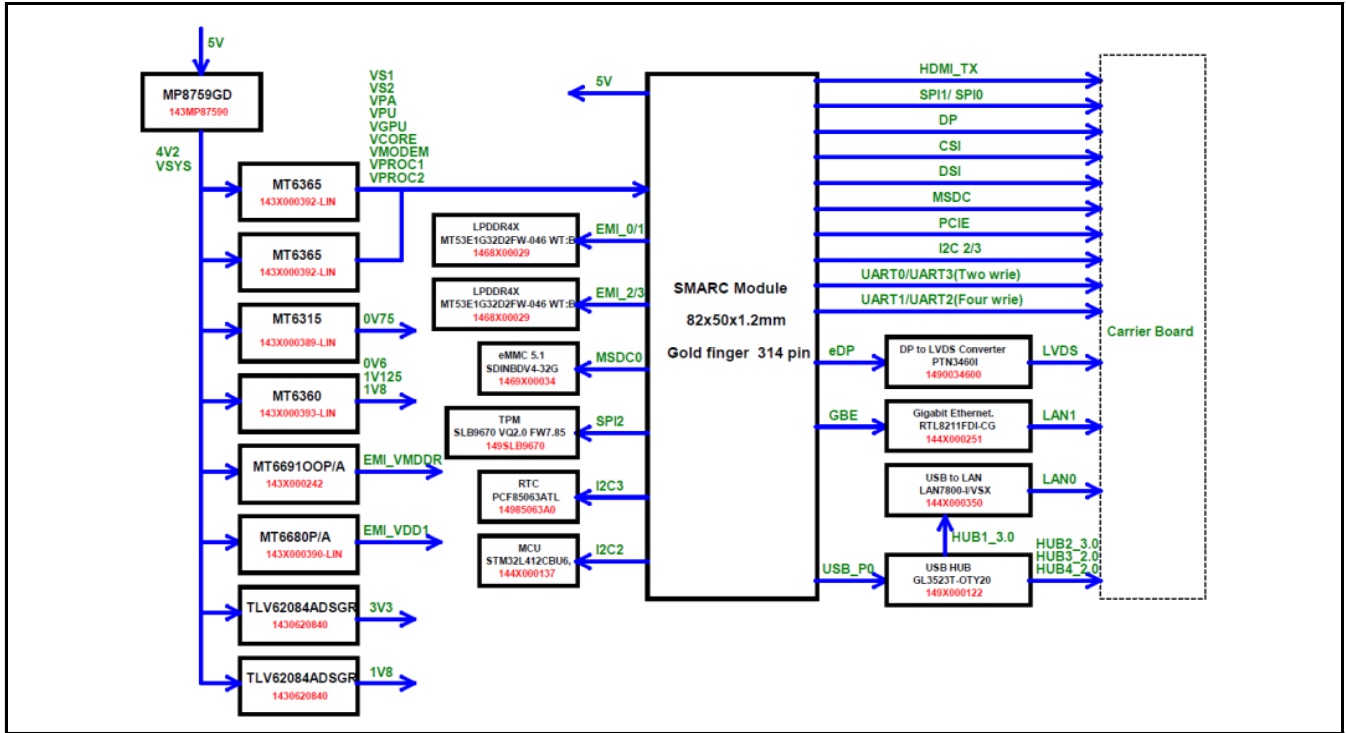 5V
MP8759GD
143MP87590
4V2
VSYS
VS1
VS2
VPA
VPU
VGPU
VCORE
VMODEM
VPROC1
VPROC2
MT6365
143X000392-LIN
MT6365
143X000392-LIN
MT6315
143X000389-LIN
0V75
MT6360
143X000393-LIN
0V6
1V125
1V8
MT6691OOP/A
143X000242
EMI_VMDDR
MT6680P/A
143X000390-LIN
EMI_VDD1
TLV62084ADSGR
1430620840
3V3
TLV62084ADSGR
1430620840
1V8
5V
LPDDR4X
MT53E1G32D2FW-046 WT:B
1468X00029
EMI_0/1
LPDDR4X
MT53E1G32D2FW-046 WT:B
1468X00029
EMI_2/3
eMMC 5.1
SDINBDV4-32G
1469X00034
MSDC0
TPM
SLB9670 VQ2.0 FW7.85
149SLB9670
SPI2
RTC
PCF85063ATL
14985063A0
I2C3
MCU
STM32L412CBU6,
144X000137
I2C2
SMARC Module
82x50x1.2mm
Gold finger 314 pin
HDMI_TX
SPI1/ SPI0
DP
CSI
DSI
MSDC
PCIE
I2C 2/3
UART0/UART3(Two wrie)
UART1/UART2(Four wrie)
eDP
DP to LVDS Converter
PTN3460I
1490034600
LVDS
GBE
Gigabit Ethernet.
RTL8211FDI-CG
144X000251
LAN1
USB to LAN
LAN7800-I/VSX
144X000350
LAN0
HUB1_3.0
USB_P0
USB HUB
GL3523T-OTY20
149X000122
HUB2_3.0
HUB3_2.0
HUB4_2.0
Carrier Board